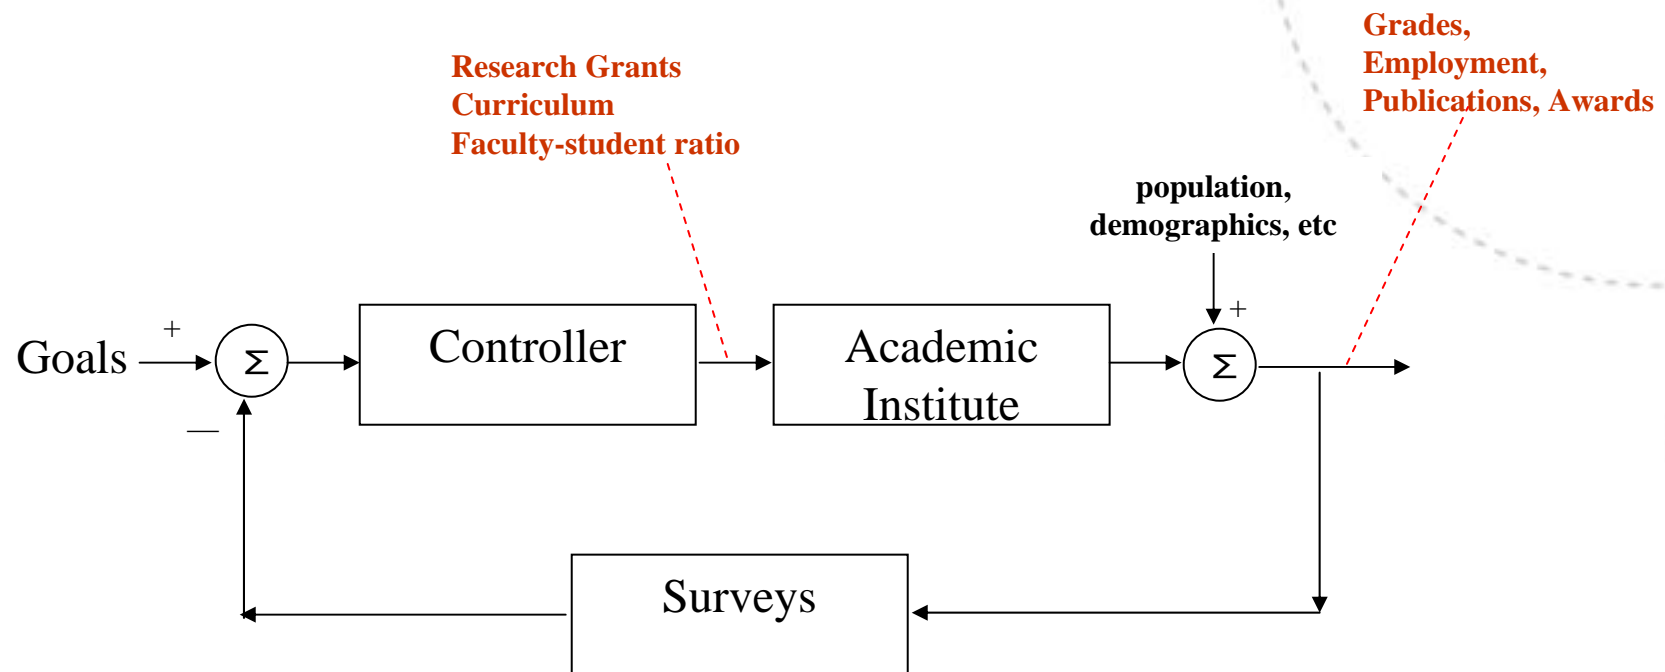 Grades,
Employment,
Publications, Awards
Research Grants
Curriculum
Faculty-student ratio
population,
demographics, etc
+
+
Goals
Σ
Controller
Academic
Institute
Σ
—
Surveys